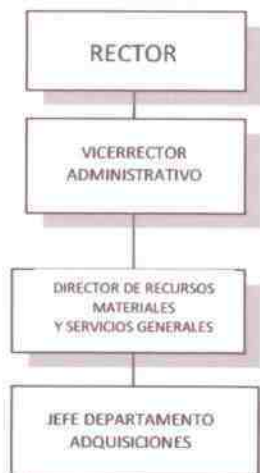 RECTOR
VICERRECTOR
ADMINISTRATIVO
DIRECTOR DE RECURSOS
MATERIALES
Y SERVICIOS GENERALES
JEFE DEPARTAMENTO
ADQUISICIONES